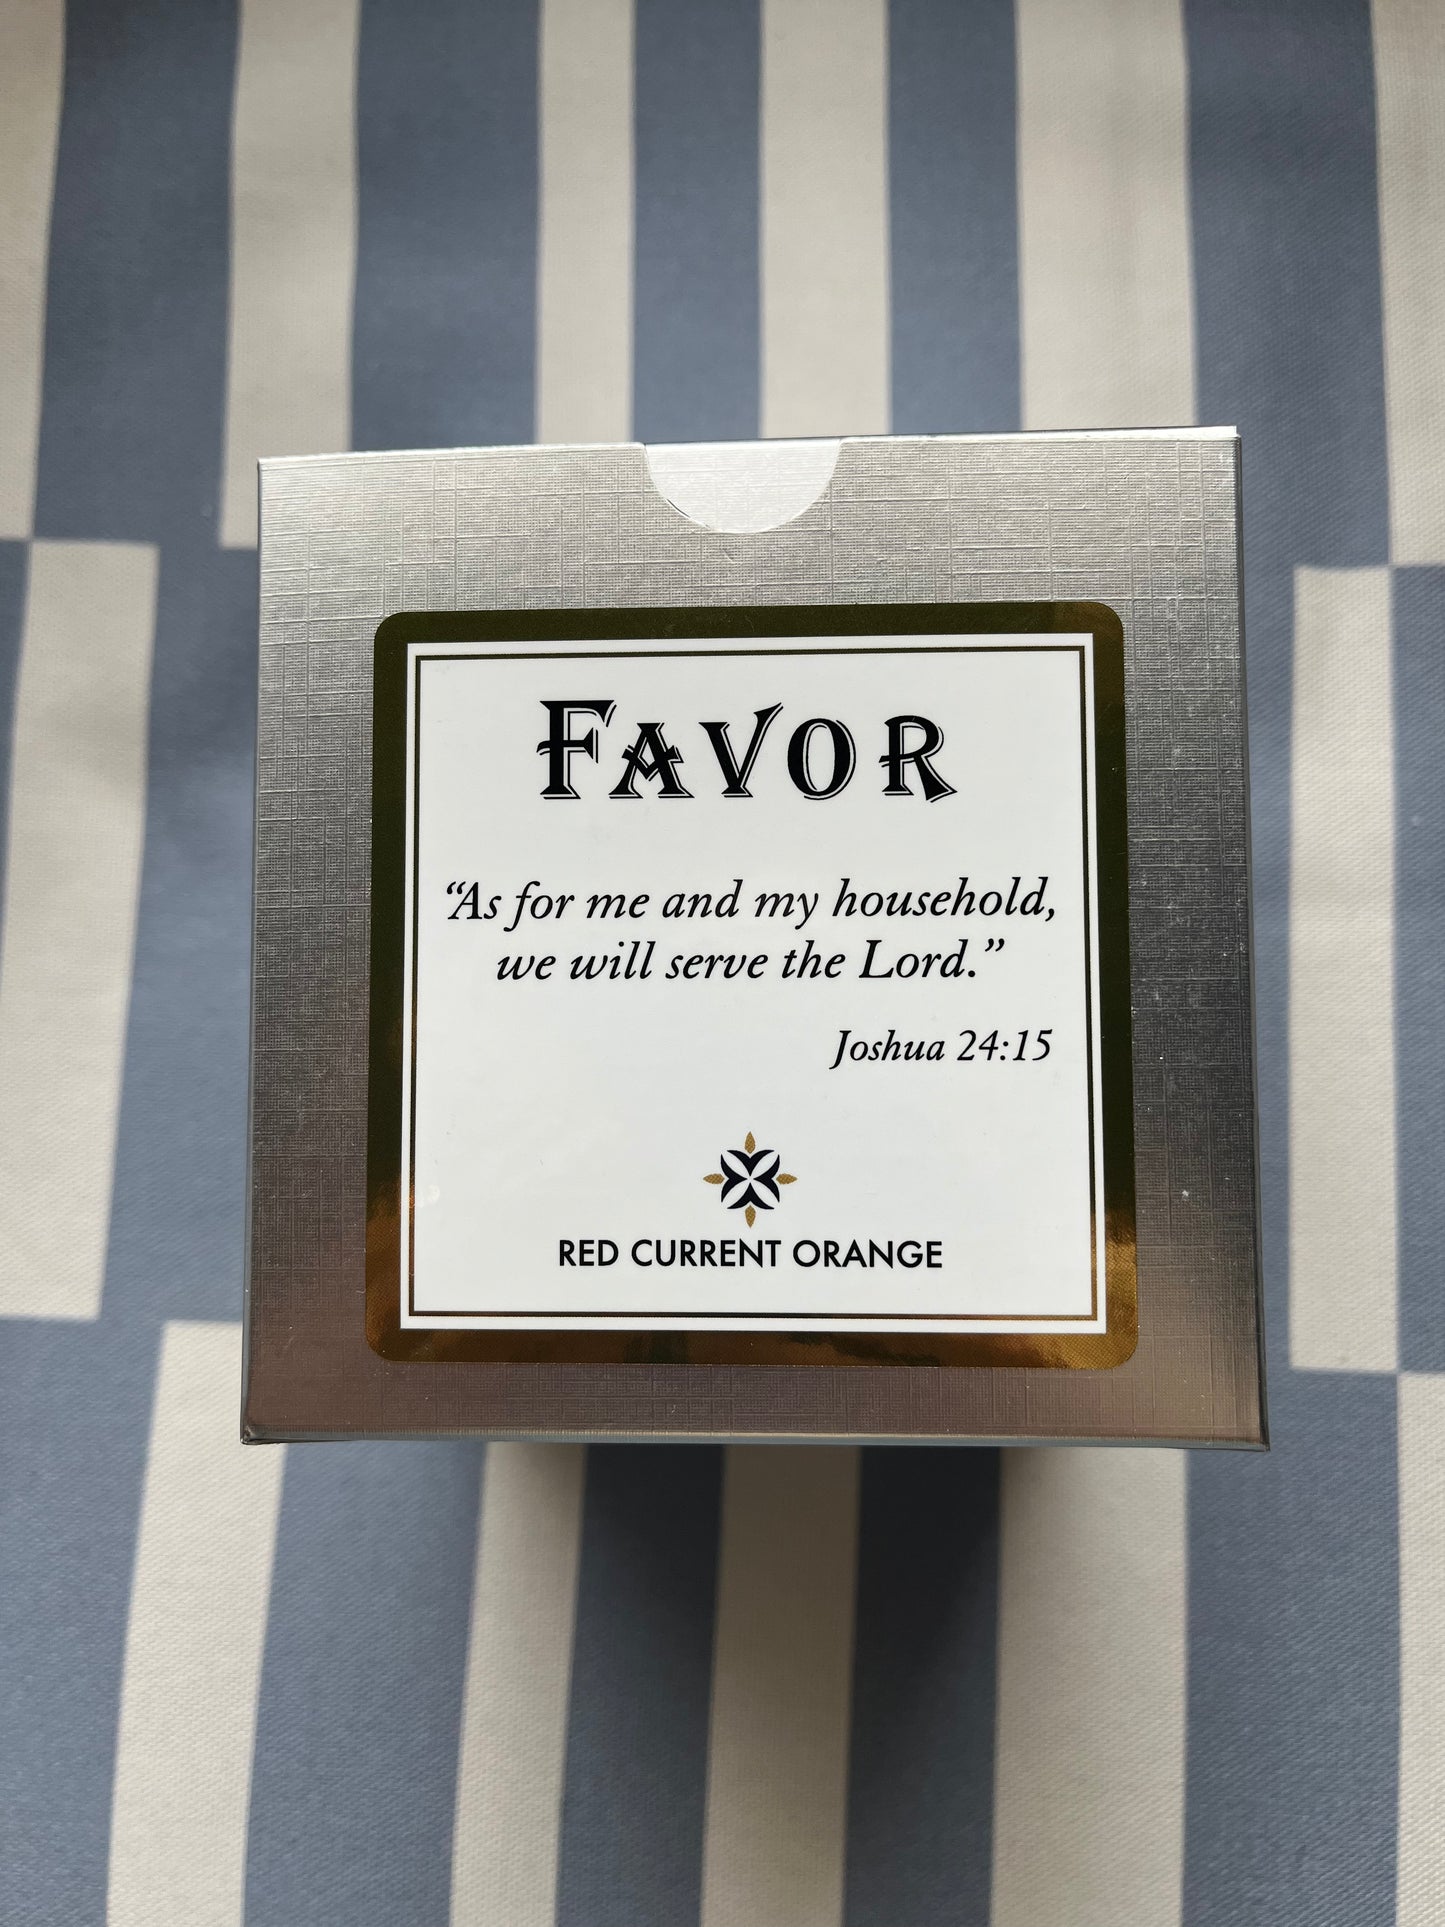 FAVOR
“As for me and my household,
we will serve the Lord.”
Joshua 24:15
RED CURRENT ORANGE